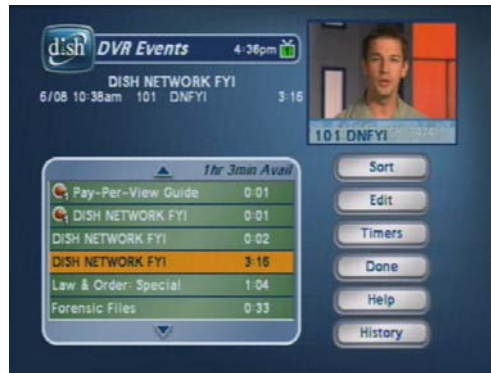 dish DVR Events 4:36pm 1
DISH NETWORK FYI
6/08 10:38am 101 DNFYI 3:16
101 DNFYI
1hr 3min Avail
Pay-Per-View Guide 0:01
DISH NETWORK FYI 0:01
DISH NETWORK FYI 0:02
DISH NETWORK FYI 3:16
Law & Order: Special 1:04
Forensic Files 0:33
Sort
Edit
Timers
Done
Help
History